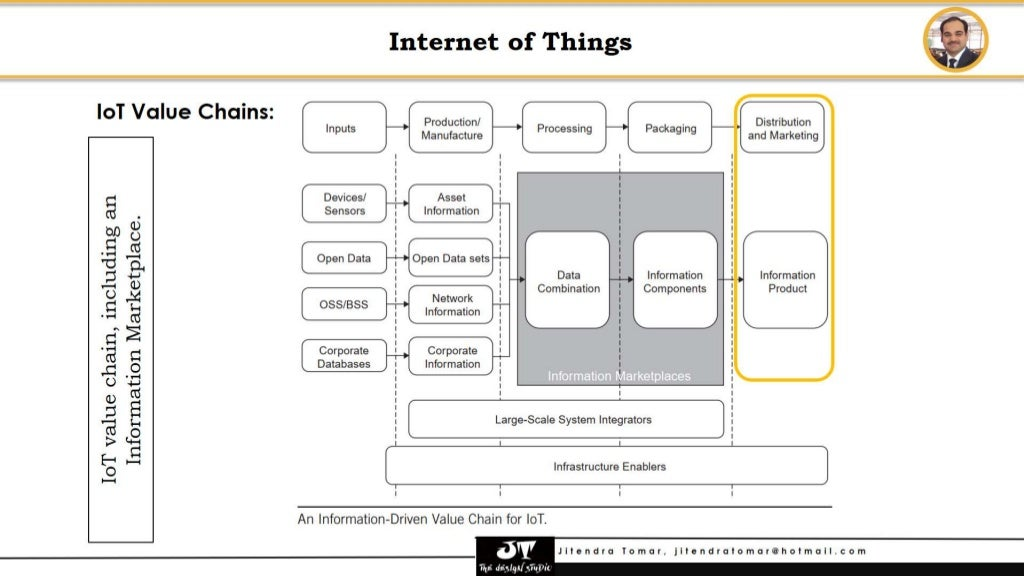 Internet of Things
IoT Value Chains:
IoT value chain, including an
Information Marketplace.
Inputs
Production/
Manufacture
Processing
Packaging
Distribution
and Marketing
Devices/
Sensors
Asset
Information
Open Data
Open Data sets
OSS/BSS
Network
Information
Corporate
Databases
Corporate
Information
Data
Combination
Information
Components
Information
Product
Information Marketplaces
Large-Scale System Integrators
Infrastructure Enablers
An Information-Driven Value Chain for IoT.
JT
The design studio
Jitendra Tomar, jitendratomar@hotmail.com